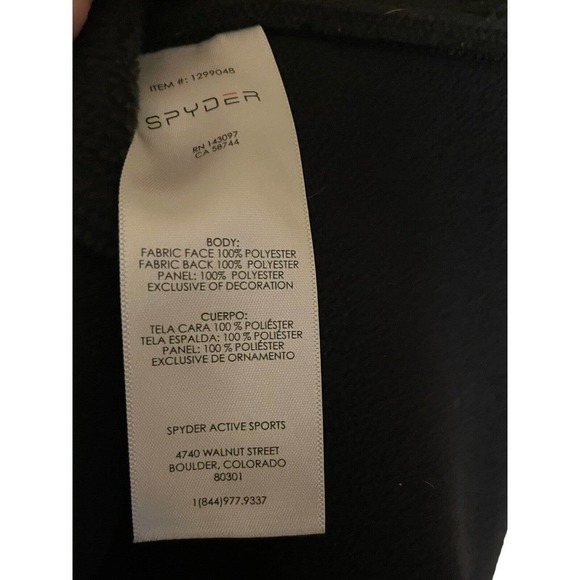 ITEM #: 1299048
SPYDER
RN 143097
CA 58744
BODY:
FABRIC FACE 100% POLYESTER
FABRIC BACK 100% POLYESTER
PANEL: 100% POLYESTER
EXCLUSIVE OF DECORATION
CUERPO:
TELA CARA 100 % POLIÉSTER
TELA ESPALDA: 100 % POLIÉSTER
PANEL: 100 % POLIÉSTER
EXCLUSIVE DE ORNAMENTO
SPYDER ACTIVE SPORTS
4740 WALNUT STREET
BOULDER, COLORADO
80301
1(844)977.9337